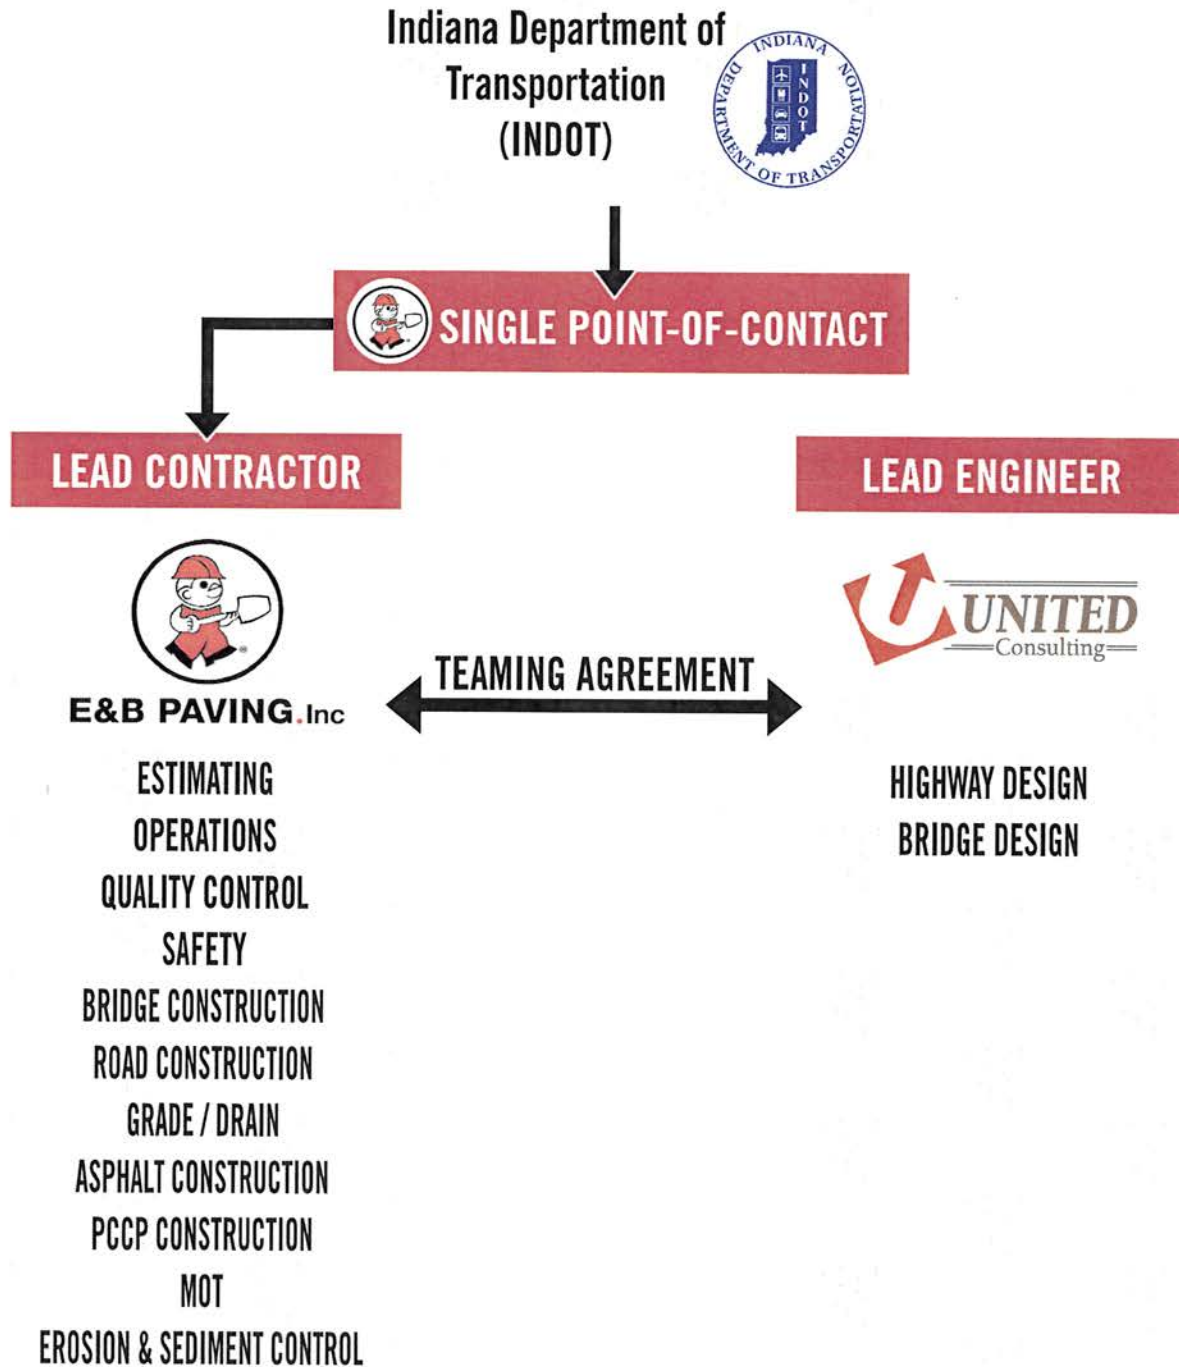 Indiana Department of
Transportation
(INDOT)
INDIANA
DEPARTMENT OF TRANSPORTATION
INDOT
SINGLE POINT-OF-CONTACT
LEAD CONTRACTOR
LEAD ENGINEER
UNITED
Consulting
TEAMING AGREEMENT
E&B PAVING.Inc
ESTIMATING
OPERATIONS
QUALITY CONTROL
SAFETY
BRIDGE CONSTRUCTION
ROAD CONSTRUCTION
GRADE / DRAIN
ASPHALT CONSTRUCTION
PCCP CONSTRUCTION
MOT
EROSION & SEDIMENT CONTROL
HIGHWAY DESIGN
BRIDGE DESIGN